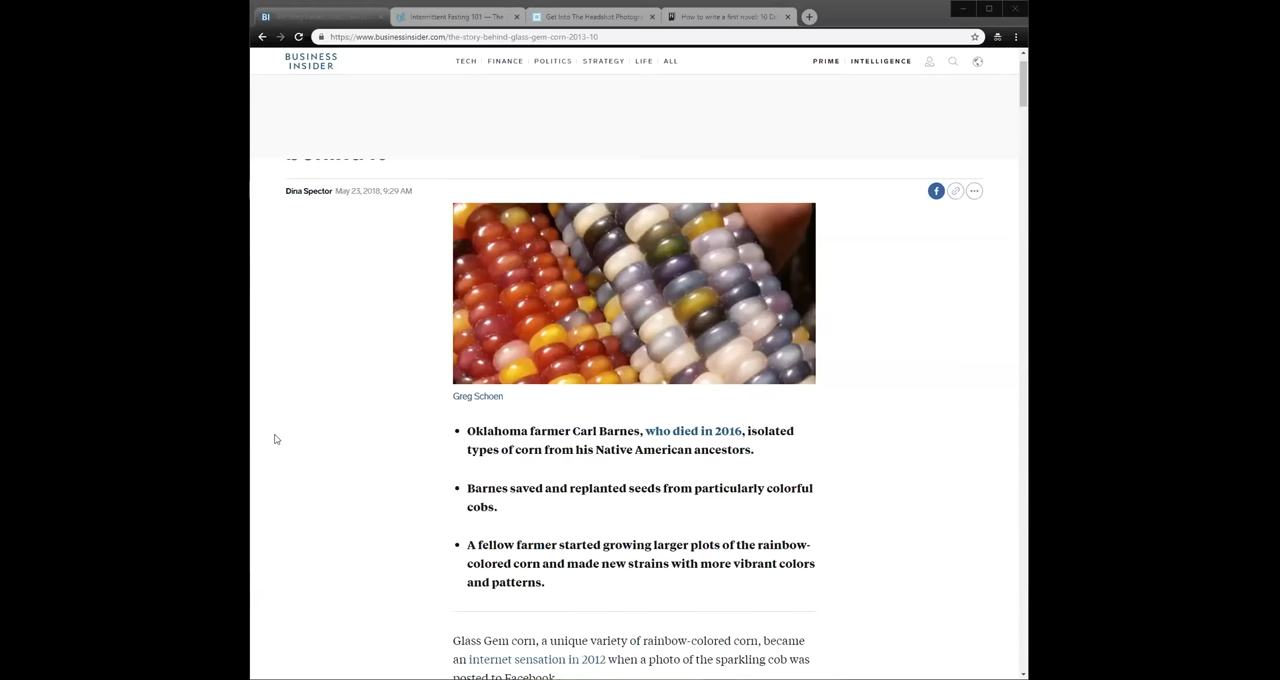 BI
Intermittent Fasting 101 — The
Get Into The Headshot Photogr
How to write a first novel: 10 D
https://www.businessinsider.com/the-story-behind-glass-gem-corn-2013-10
BUSINESS
INSIDER
TECH FINANCE POLITICS STRATEGY LIFE ALL
PRIME INTELLIGENCE
Dina Spector May 23, 2018, 9:29 AM
Greg Schoen
• Oklahoma farmer Carl Barnes, who died in 2016, isolated
types of corn from his Native American ancestors.
• Barnes saved and replanted seeds from particularly colorful
cobs.
• A fellow farmer started growing larger plots of the rainbow-
colored corn and made new strains with more vibrant colors
and patterns.
Glass Gem corn, a unique variety of rainbow-colored corn, became
an internet sensation in 2012 when a photo of the sparkling cob was
posted to Facebook.